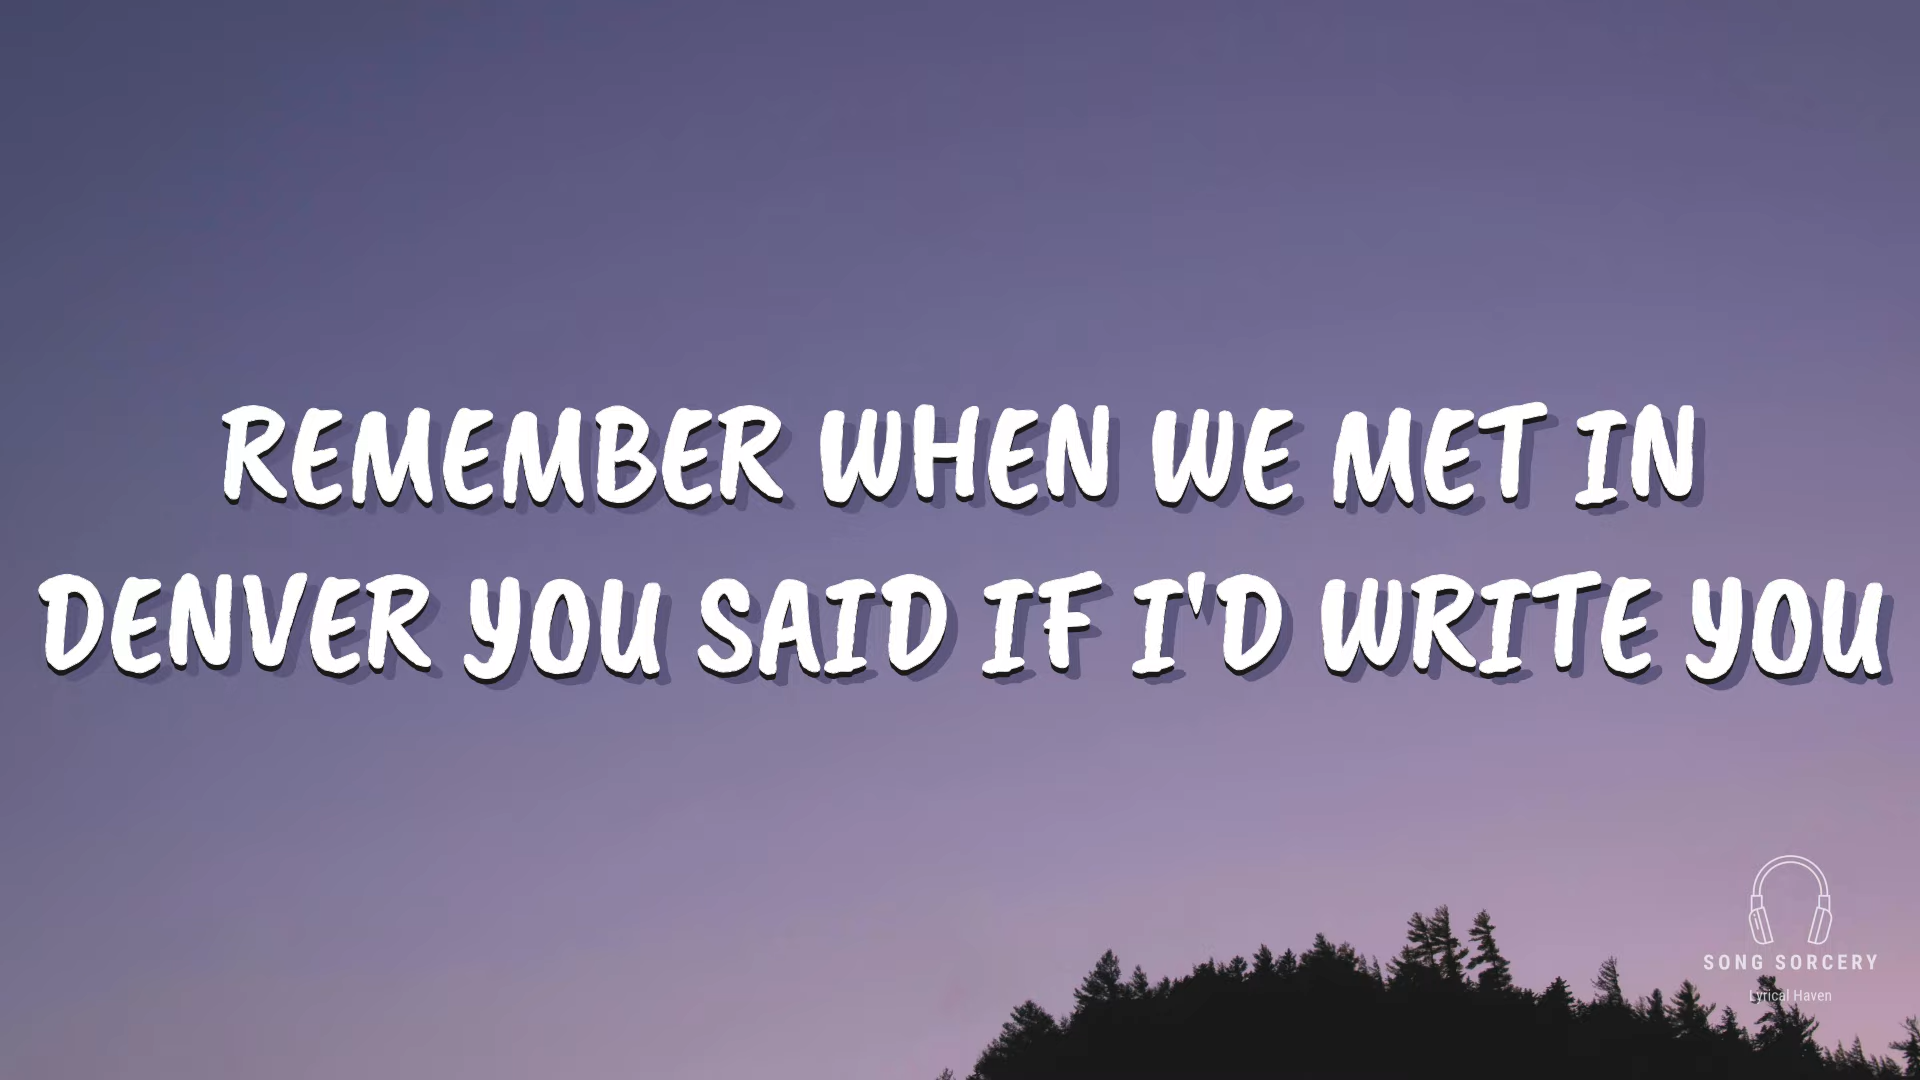 REMEMBER WHEN WE MET IN
DENVER YOU SAID IF I'D WRITE YOU
SONG SORCERY
Lyrical Haven